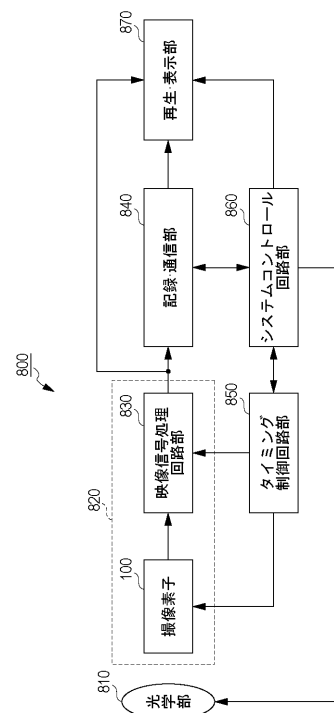 800
810
光学部
820
100
撮像素子
830
映像信号処理
回路部
840
記録·通信部
870
再生·表示部
850
タイミング
制御回路部
860
システムコントロール
回路部